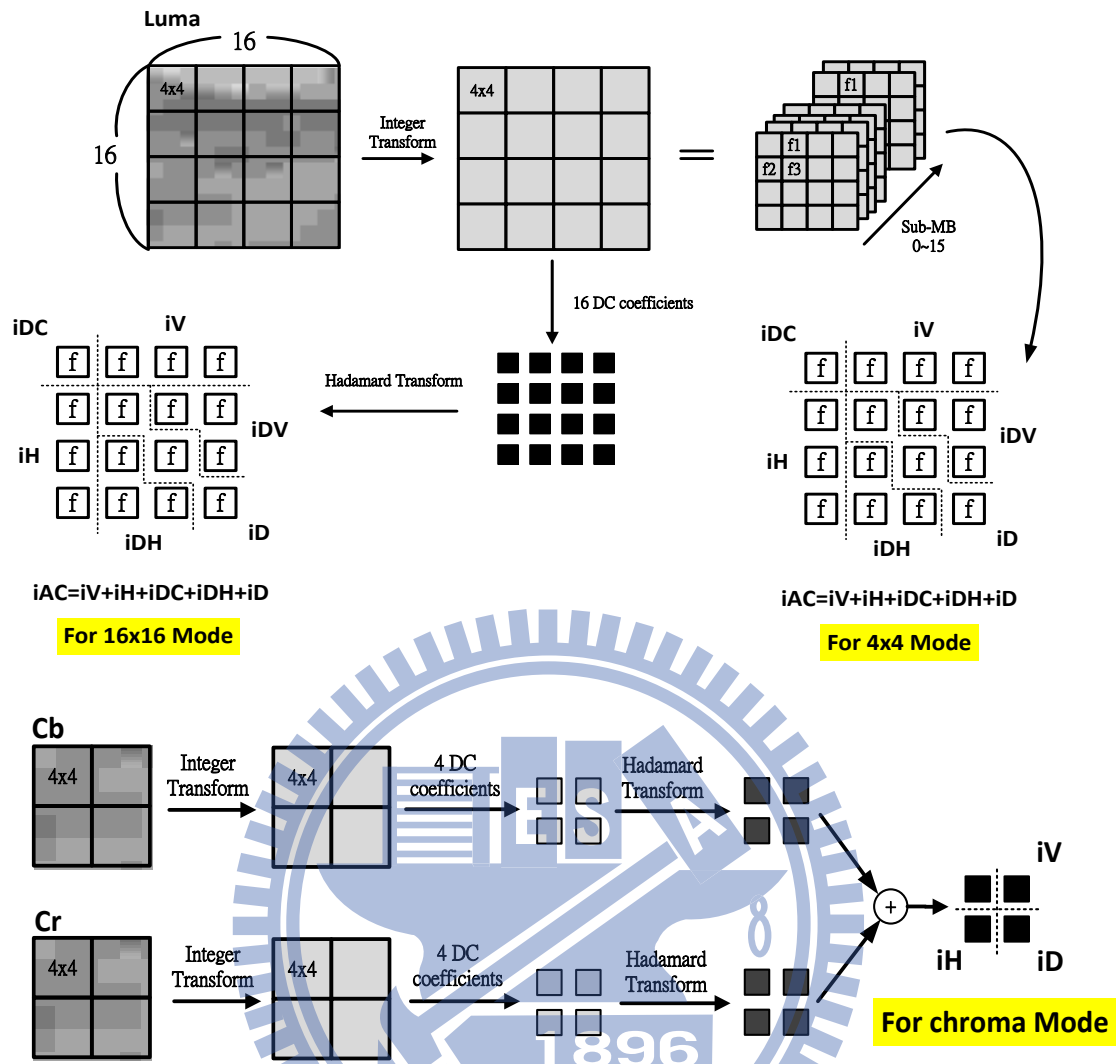 Luma
16
16
4x4
Integer
Transform
4x4
=
f1
f1
f2 f3
Sub-MB
0~15
16 DC coefficients
Hadamard Transform
iDC iV
f f f f
f f f f
iDV
iH f f f f
f f f f
iDH iD
iAC=iV+iH+iDC+iDH+iD
For 16x16 Mode
iDC iV
f f f f
f f f f
iDV
iH f f f f
f f f f
iDH iD
iAC=iV+iH+iDC+iDH+iD
For 4x4 Mode
Cb
4x4
Integer
Transform
4x4
4 DC
coefficients
Hadamard
Transform
Cr
4x4
Integer
Transform
4x4
4 DC
coefficients
Hadamard
Transform
+
iV
iH iD
For chroma Mode
E S A
8
1896